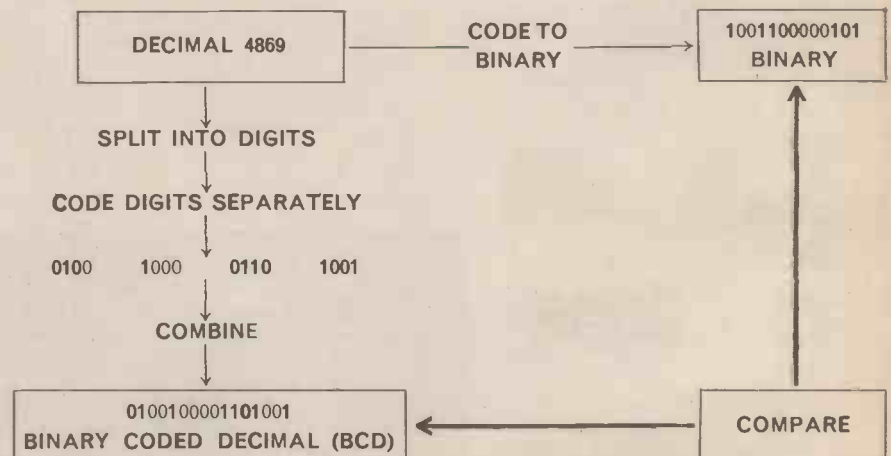 DECIMAL 4869
CODE TO
BINARY
1001100000101
BINARY
SPLIT INTO DIGITS
CODE DIGITS SEPARATELY
0100 1000 0110 1001
COMBINE
0100100001101001
BINARY CODED DECIMAL (BCD)
COMPARE